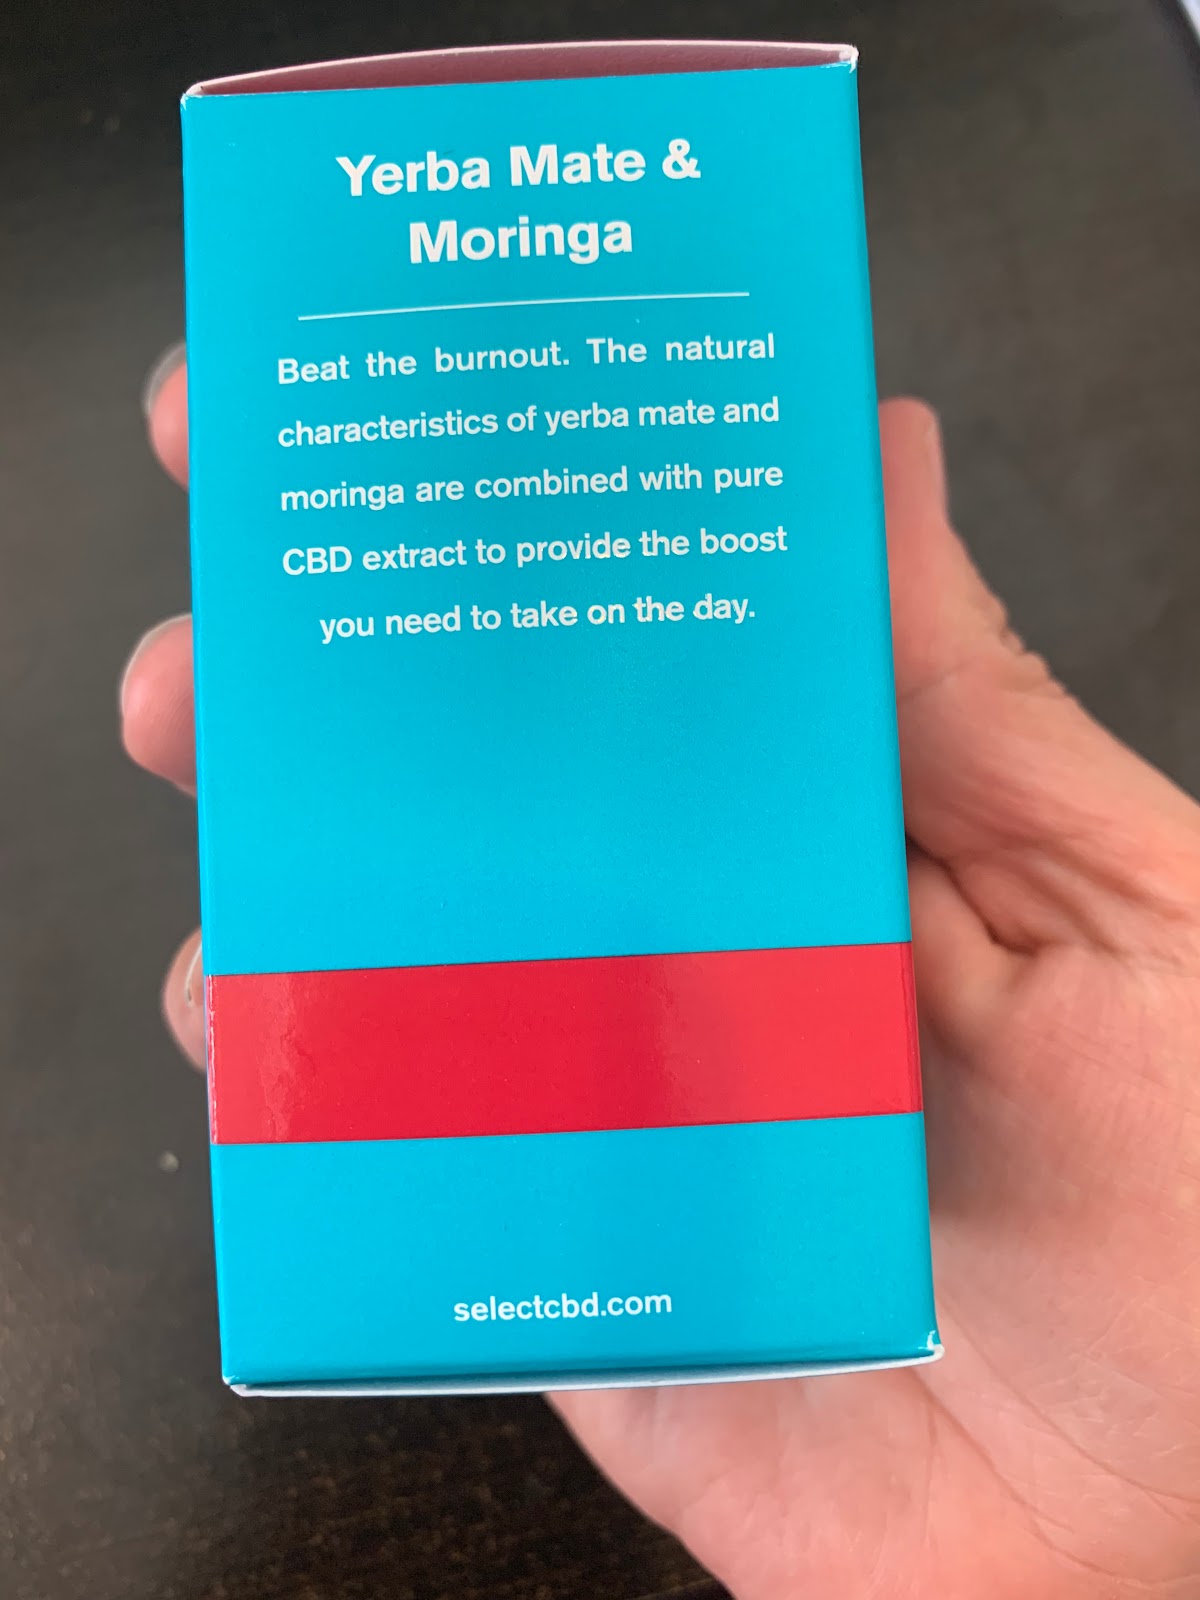 Yerba Mate &
Moringa
Beat the burnout. The natural
characteristics of yerba mate and
moringa are combined with pure
CBD extract to provide the boost
you need to take on the day.
selectcbd.com